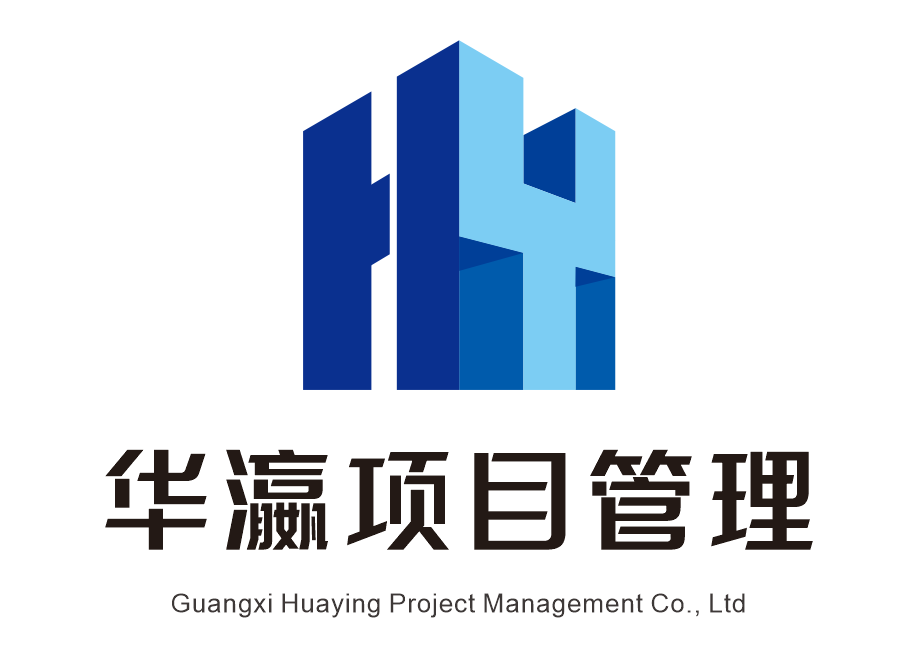 华瀛项目管理
Guangxi Huaying Project Management Co., Ltd